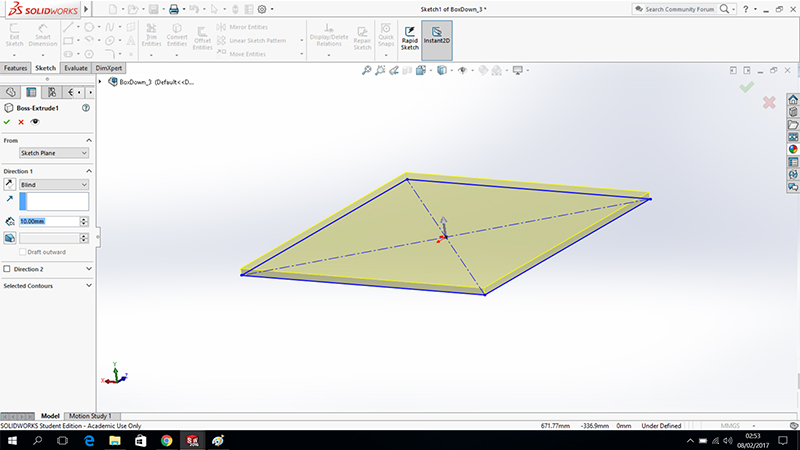 SOLIDWORKS
Sketch1 of BoxDown_3 *
Search Community Forum
Exit Sketch
Smart Dimension
Trim Entities
Convert Entities
Offset Entities
Mirror Entities
Linear Sketch Pattern
Move Entities
Display/Delete Relations
Repair Sketch
Quick Snaps
Rapid Sketch
Instant2D
Features Sketch Evaluate DimXpert
BoxDown_3 (Default<<D...
Boss-Extrude1
From
Sketch Plane
Direction 1
Blind
10.00mm
Draft outward
Direction 2
Selected Contours
Y
X
Z
Model Motion Study 1
SOLIDWORKS Student Edition - Academic Use Only
671.77mm -336.9mm 0mm Under Defined MMGS
02:53
08/02/2017